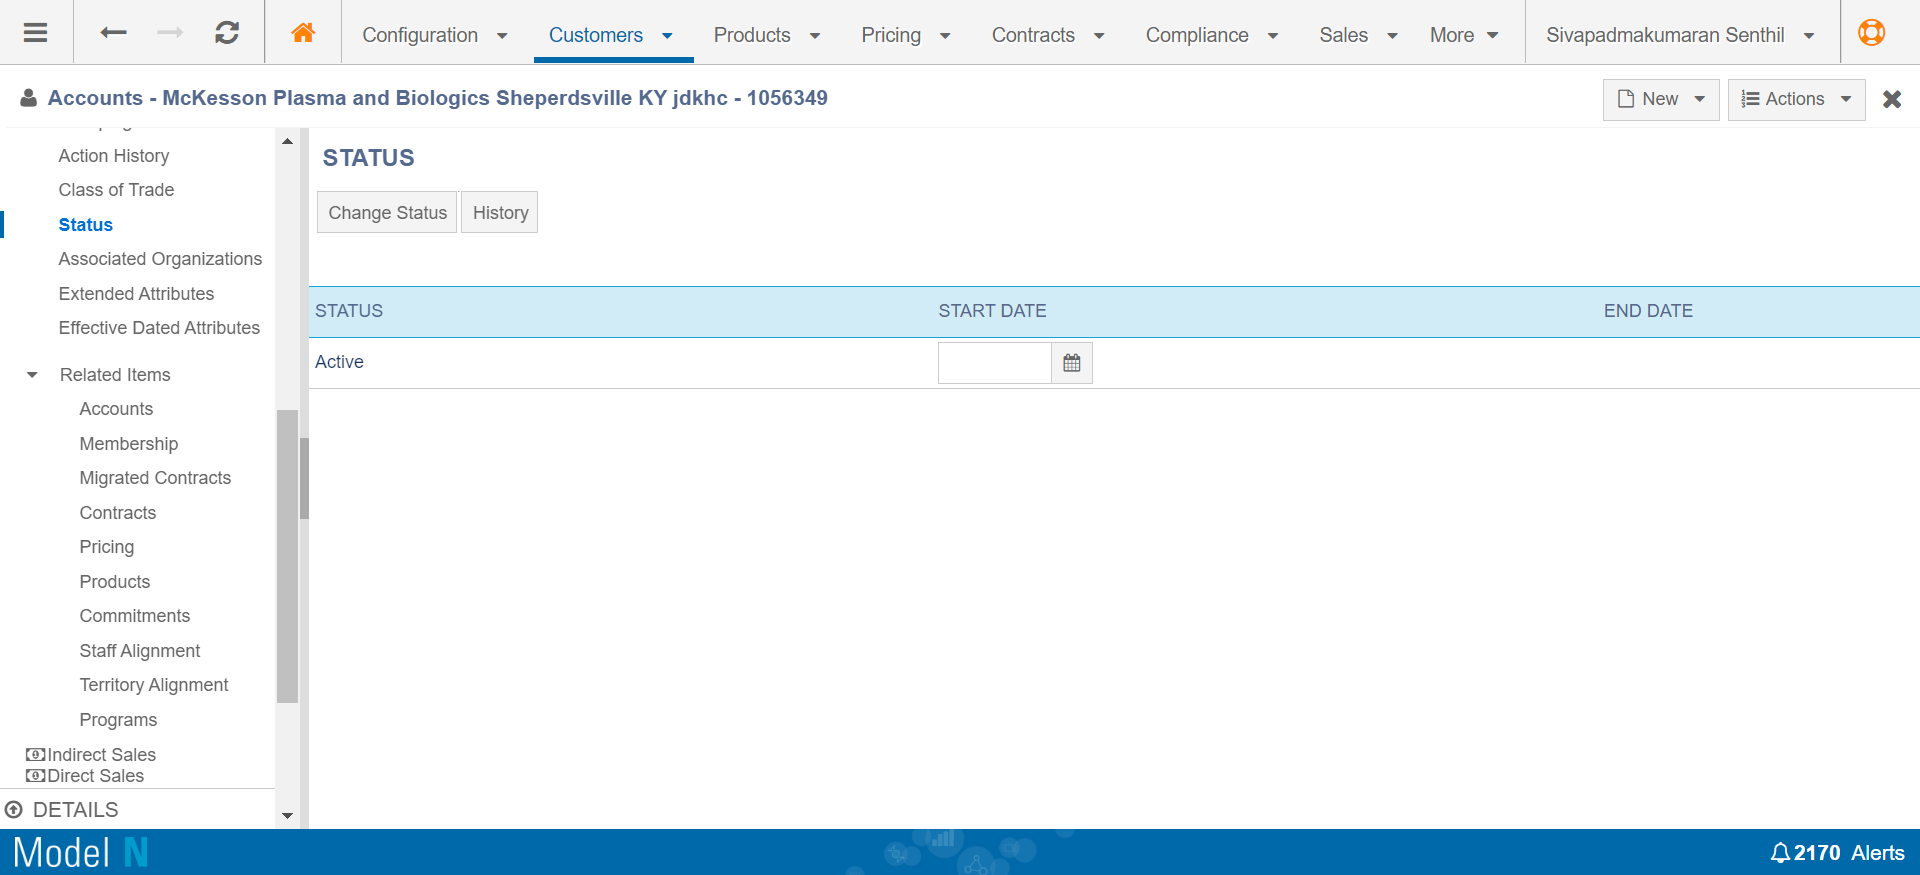 Configuration Customers Products Pricing Contracts Compliance Sales More Sivapadmakumaran Senthil
Accounts - McKesson Plasma and Biologics Sheperdsville KY jdkhc - 1056349
New Actions
Action History
Class of Trade
Status
Associated Organizations
Extended Attributes
Effective Dated Attributes
Related Items
Accounts
Membership
Migrated Contracts
Contracts
Pricing
Products
Commitments
Staff Alignment
Territory Alignment
Programs
Indirect Sales
Direct Sales
DETAILS
STATUS
Change Status History
STATUS START DATE END DATE
Active
Model N
2170 Alerts